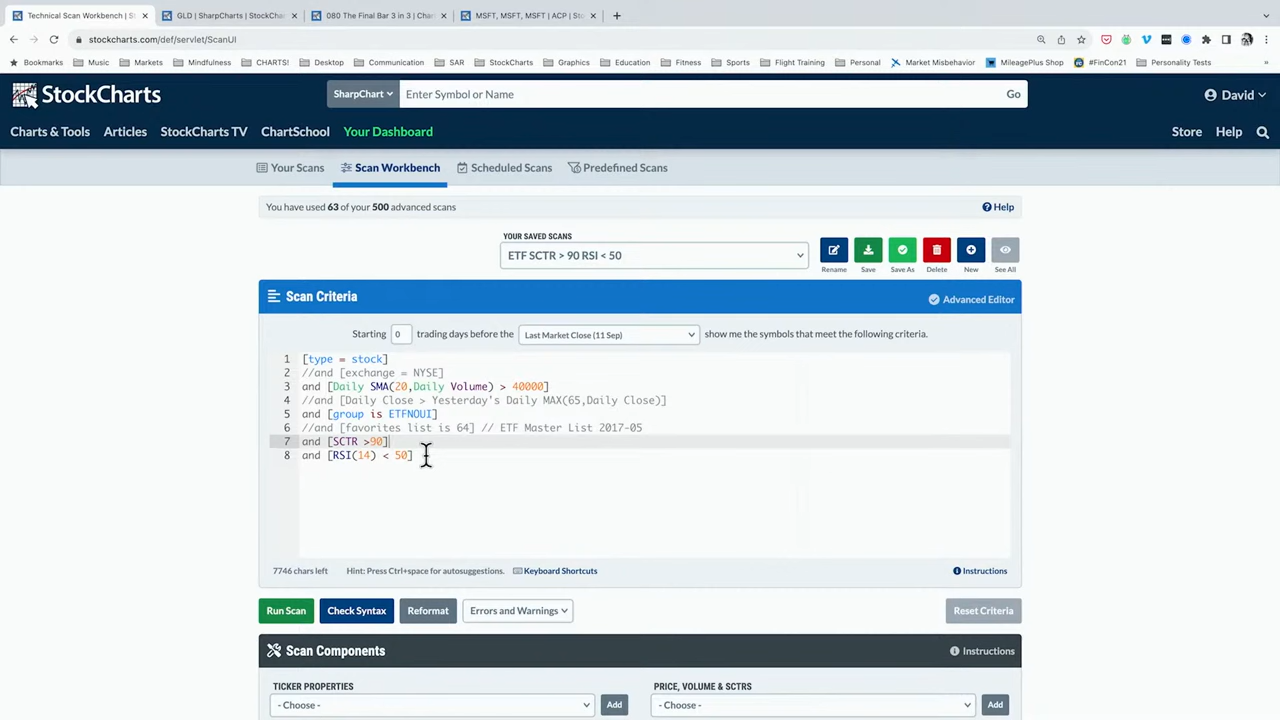 Technical Scan Workbench | St
GLD | SharpCharts | StockChar
080 The Final Bar 3 in 3 | Char
MSFT, MSFT, MSFT | ACP | St
stockcharts.com/def/servlet/ScanUI
Bookmarks Music Markets Mindfulness CHARTS! Desktop Communication SAR StockCharts Graphics Education Fitness Sports Flight Training Personal Market Misbehavior MileagePlus Shop #FinCon21 Personality Tests
StockCharts SharpChart Enter Symbol or Name Go David
Charts & Tools Articles StockCharts TV ChartSchool Your Dashboard Store Help
Your Scans Scan Workbench Scheduled Scans Predefined Scans
You have used 63 of your 500 advanced scans Help
YOUR SAVED SCANS
ETF SCTR > 90 RSI < 50
Rename Save Save As Delete New See All
Scan Criteria Advanced Editor
Starting 0 trading days before the Last Market Close (11 Sep) show me the symbols that meet the following criteria.
1 [type = stock]
2 //and [exchange = NYSE]
3 and [Daily SMA(20,Daily Volume) > 40000]
4 //and [Daily Close > Yesterday's Daily MAX(65,Daily Close)]
5 and [group is ETFNOUI]
6 //and [favorites list is 64] // ETF Master List 2017-05
7 and [SCTR >90]
8 and [RSI(14) < 50]
7746 chars left Hint: Press Ctrl+space for autosuggestions. Keyboard Shortcuts Instructions
Run Scan Check Syntax Reformat Errors and Warnings Reset Criteria
Scan Components Instructions
TICKER PROPERTIES PRICE, VOLUME & SCTRS
- Choose - Add - Choose - Add